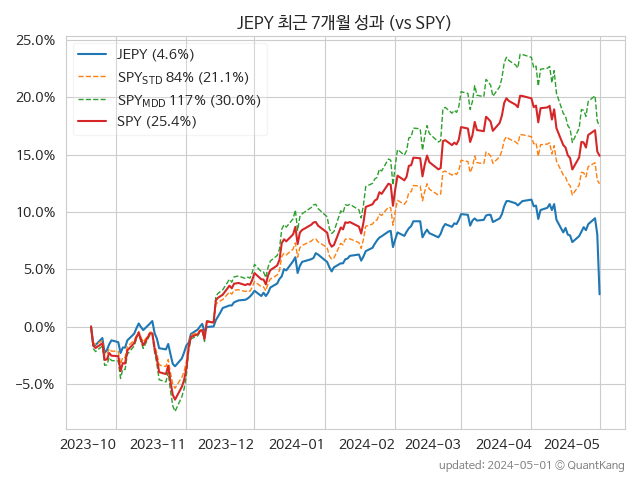 JEPY 최근 7개월 성과 (vs SPY)
25.0%
20.0%
15.0%
10.0%
5.0%
0.0%
−5.0%
JEPY (4.6%)
SPY_STD 84% (21.1%)
SPY_MDD 117% (30.0%)
SPY (25.4%)
2023-10 2023-11 2023-12 2024-01 2024-02 2024-03 2024-04 2024-05
updated: 2024-05-01 © QuantKang